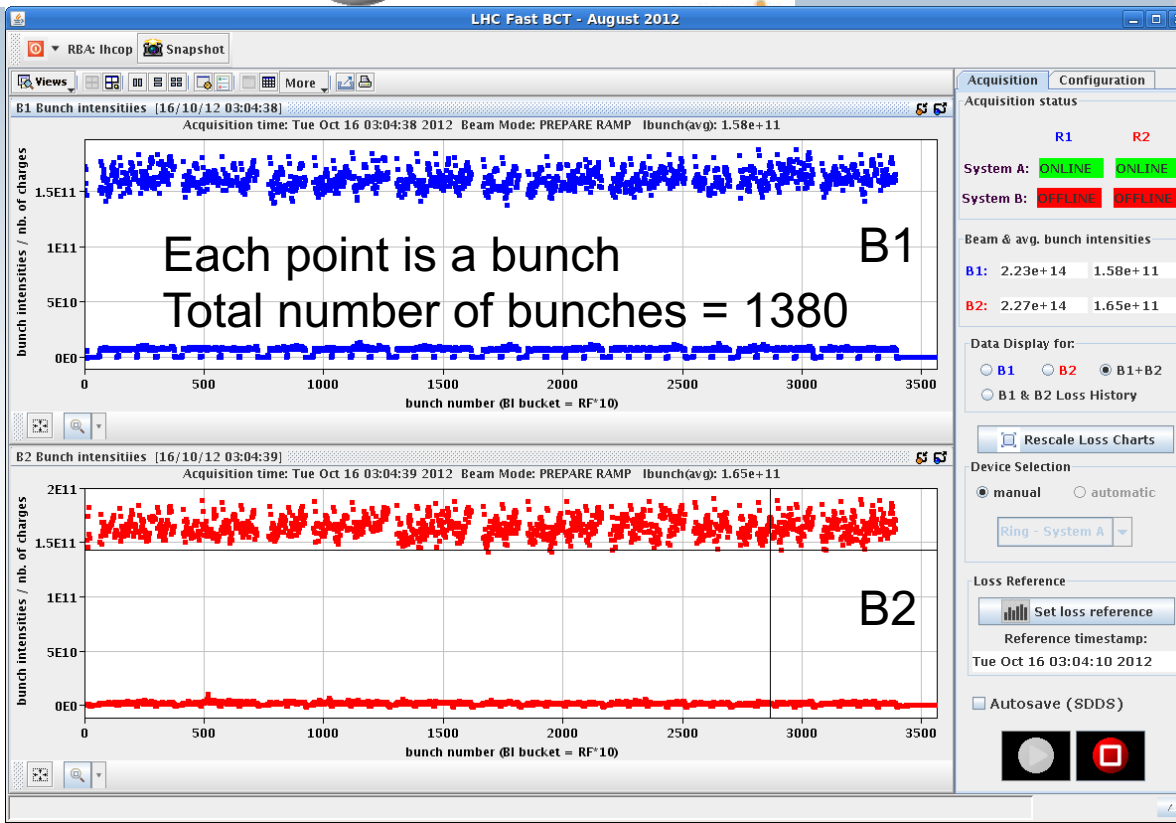 LHC Fast BCT - August 2012
RBA: lhcop Snapshot
Views More
B1 Bunch intensitiies [16/10/12 03:04:38]
Acquisition time: Tue Oct 16 03:04:38 2012 Beam Mode: PREPARE RAMP Ibunch(avg): 1.58e+11
bunch intensities / nb. of charges
1.5E11
1E11
5E10
0E0
Each point is a bunch
Total number of bunches = 1380
B1
0 500 1000 1500 2000 2500 3000 3500
bunch number (BI bucket = RF*10)
B2 Bunch intensitiies [16/10/12 03:04:39]
Acquisition time: Tue Oct 16 03:04:39 2012 Beam Mode: PREPARE RAMP Ibunch(avg): 1.65e+11
bunch intensities / nb. of charges
2E11
1.5E11
1E11
5E10
0E0
B2
0 500 1000 1500 2000 2500 3000 3500
bunch number (BI bucket = RF*10)
Acquisition Configuration
Acquisition status
R1 R2
System A: ONLINE ONLINE
System B: OFFLINE OFFLINE
Beam & avg. bunch intensities
B1: 2.23e+14 1.58e+11
B2: 2.27e+14 1.65e+11
Data Display for:
B1 B2 B1+B2
B1 & B2 Loss History
Rescale Loss Charts
Device Selection
manual automatic
Ring - System A
Loss Reference
Set loss reference
Reference timestamp:
Tue Oct 16 03:04:10 2012
Autosave (SDDS)